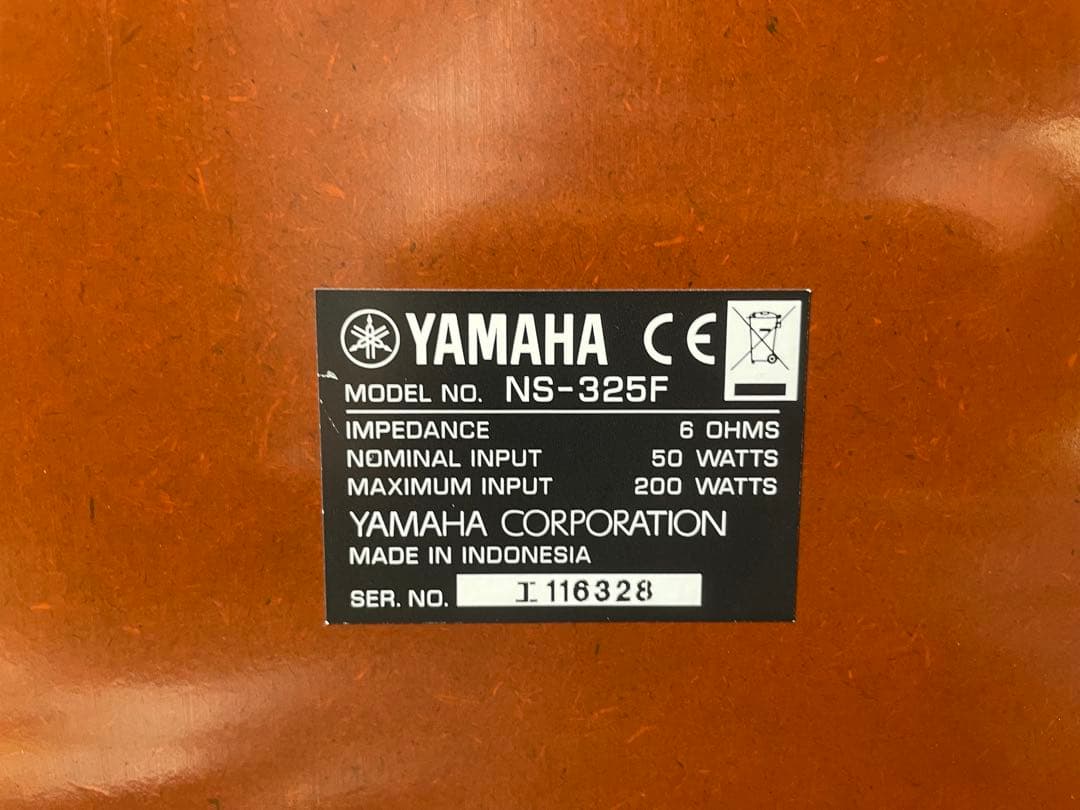 YAMAHA CE
MODEL NO. NS-325F
IMPEDANCE 6 OHMS
NOMINAL INPUT 50 WATTS
MAXIMUM INPUT 200 WATTS
YAMAHA CORPORATION
MADE IN INDONESIA
SER. NO. I 116328